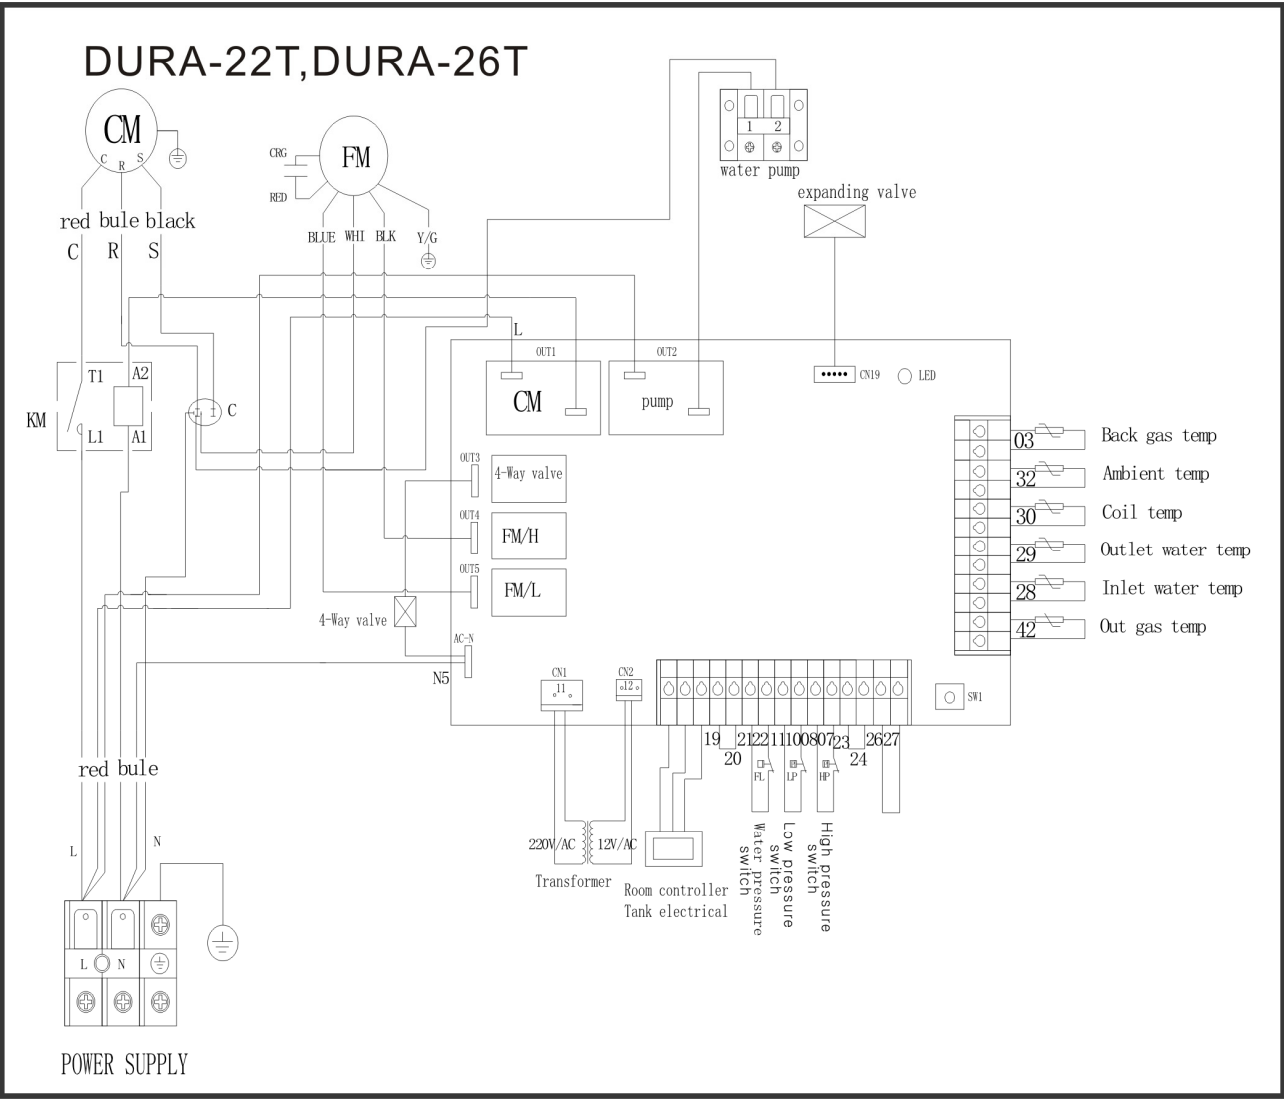 DURA-22T,DURA-26T
CM
C R S
red bule black
C R S
CRG
RED
FM
BLUE WHI BLK Y/G
1 2
water pump
expanding valve
L
OUT1
CM
OUT2
pump
CN19
LED
KM
T1
A2
L1
A1
C
OUT3
4-Way valve
OUT4
FM/H
OUT5
FM/L
4-Way valve
AC-N
N5
03
Back gas temp
32
Ambient temp
30
Coil temp
29
Outlet water temp
28
Inlet water temp
42
Out gas temp
CN1
11
CN2
12
SW1
19
20
21
22
11
10
08
07
23
24
26
27
FL
LP
HP
Water pressure
switch
Low pressure
switch
High pressure
switch
220V/AC
12V/AC
Transformer
Room controller
Tank electrical
red bule
L
N
L N
POWER SUPPLY